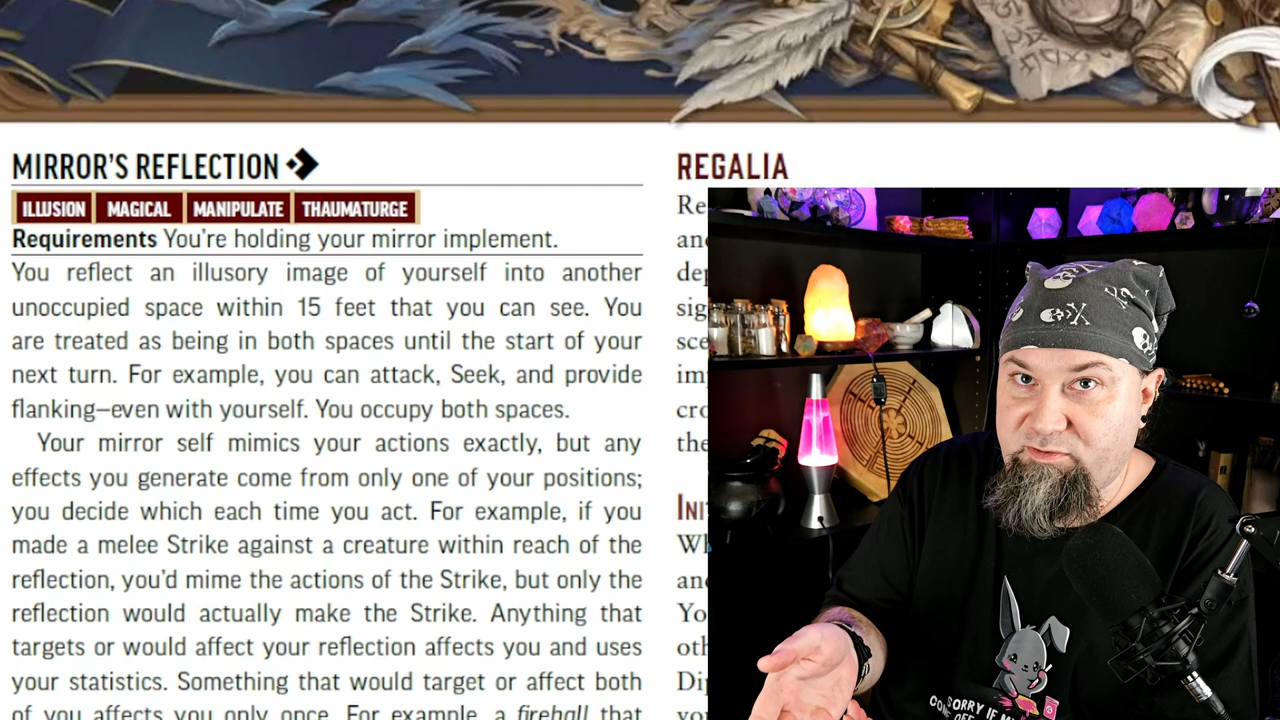 MIRROR'S REFLECTION
ILLUSION MAGICAL MANIPULATE THAUMATURGE
Requirements You're holding your mirror implement.
You reflect an illusory image of yourself into another
unoccupied space within 15 feet that you can see. You
are treated as being in both spaces until the start of your
next turn. For example, you can attack, Seek, and provide
flanking—even with yourself. You occupy both spaces.
Your mirror self mimics your actions exactly, but any
effects you generate come from only one of your positions;
you decide which each time you act. For example, if you
made a melee Strike against a creature within reach of the
reflection, you'd mime the actions of the Strike, but only the
reflection would actually make the Strike. Anything that
targets or would affect your reflection affects you and uses
your statistics. Something that would target or affect both
of you affects you only once. For example, a fireball that
REGALIA
SORRY IF M